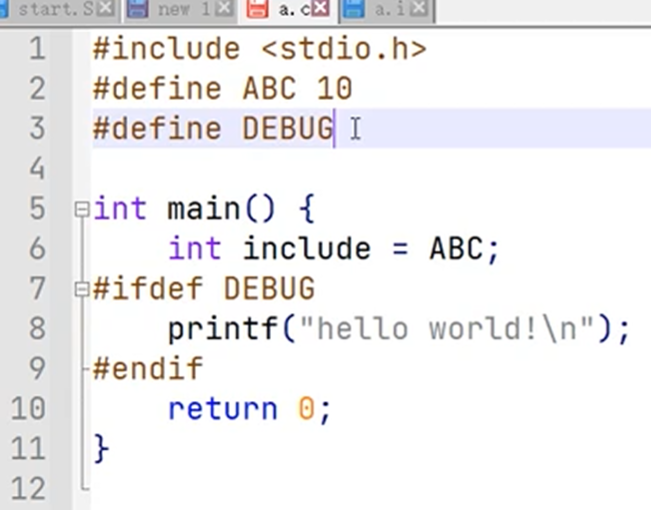 start.S new 1 a.c a.i
1 #include <stdio.h>
2 #define ABC 10
3 #define DEBUG
4
5 int main() {
6     int include = ABC;
7 #ifdef DEBUG
8     printf("hello world!\n");
9 #endif
10     return 0;
11 }
12